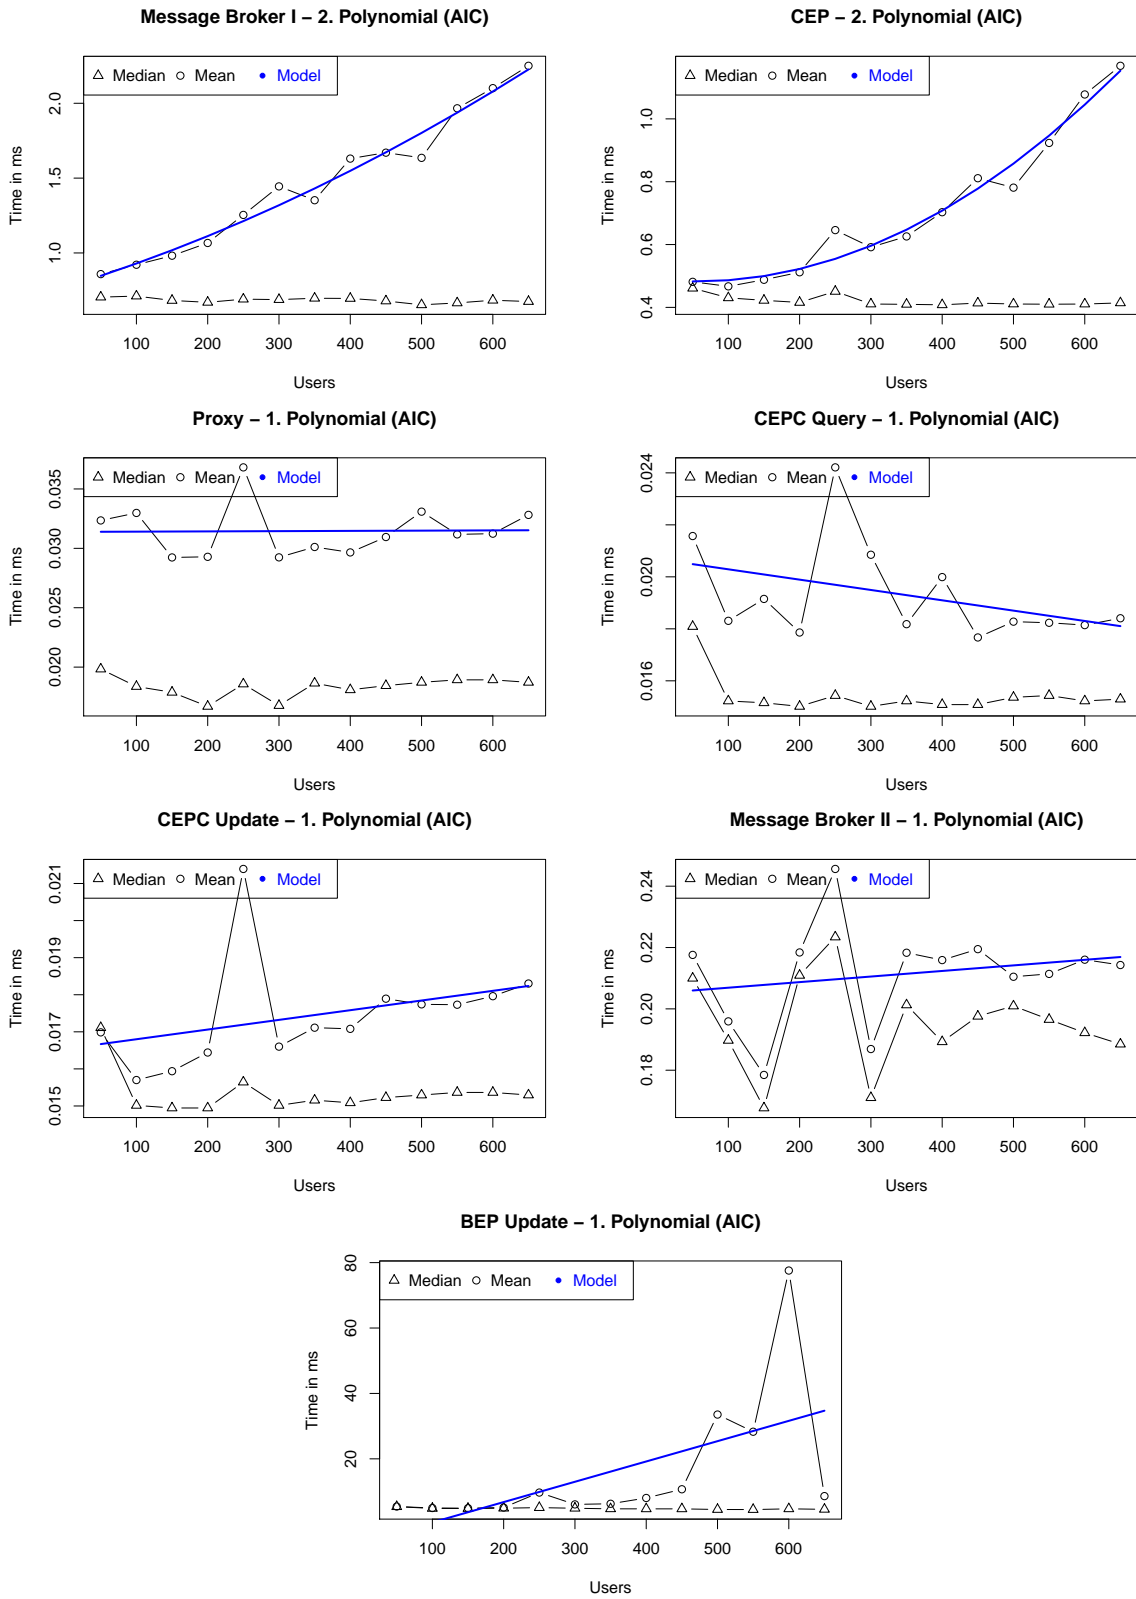 Message Broker I – 2. Polynomial (AIC)
Median Mean Model
Time in ms
1.0 1.5 2.0
100 200 300 400 500 600
Users
CEP – 2. Polynomial (AIC)
Median Mean Model
Time in ms
0.4 0.6 0.8 1.0
100 200 300 400 500 600
Users
Proxy – 1. Polynomial (AIC)
Median Mean Model
Time in ms
0.020 0.025 0.030 0.035
100 200 300 400 500 600
Users
CEPC Query – 1. Polynomial (AIC)
Median Mean Model
Time in ms
0.016 0.020 0.024
100 200 300 400 500 600
Users
CEPC Update – 1. Polynomial (AIC)
Median Mean Model
Time in ms
0.015 0.017 0.019 0.021
100 200 300 400 500 600
Users
Message Broker II – 1. Polynomial (AIC)
Median Mean Model
Time in ms
0.18 0.20 0.22 0.24
100 200 300 400 500 600
Users
BEP Update – 1. Polynomial (AIC)
Median Mean Model
Time in ms
20 40 60 80
100 200 300 400 500 600
Users